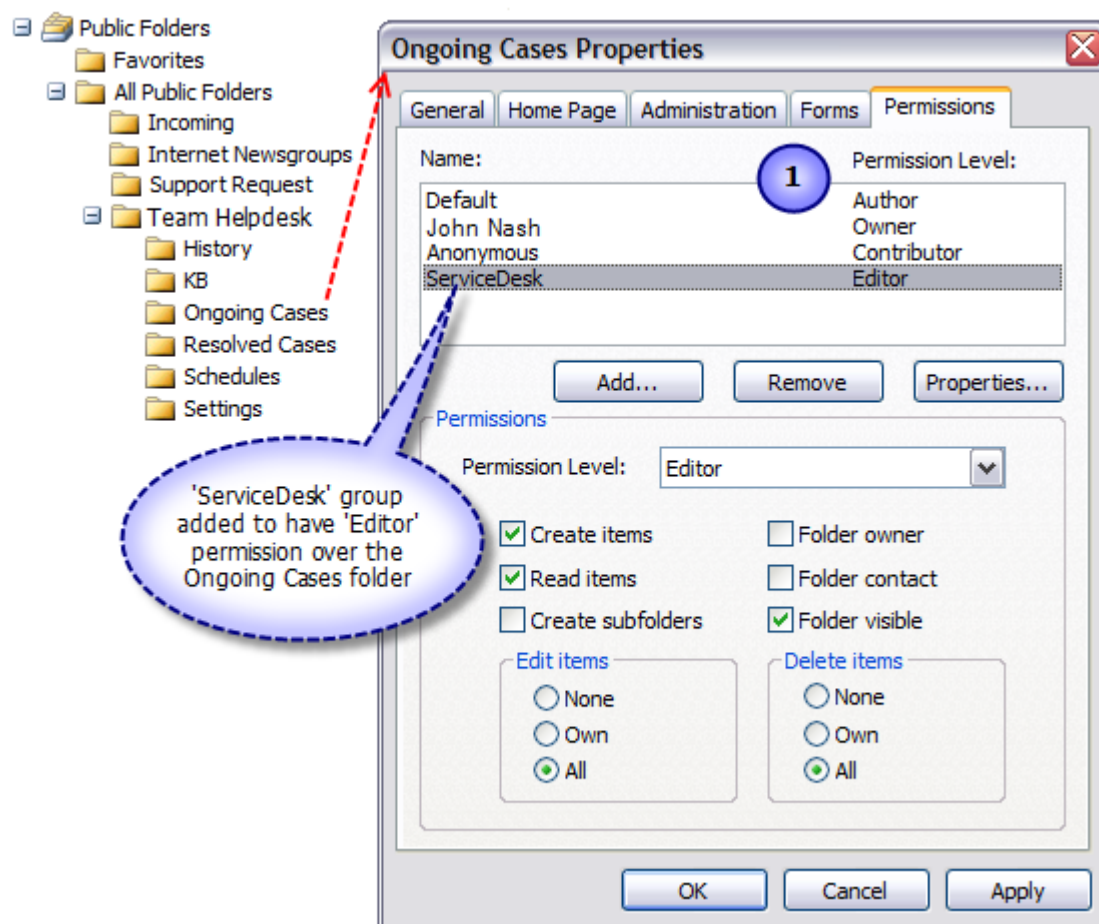 Public Folders
Favorites
All Public Folders
Incoming
Internet Newsgroups
Support Request
Team Helpdesk
History
KB
Ongoing Cases
Resolved Cases
Schedules
Settings
'ServiceDesk' group
added to have 'Editor'
permission over the
Ongoing Cases folder
Ongoing Cases Properties
General Home Page Administration Forms Permissions
Name: 1 Permission Level:
Default Author
John Nash Owner
Anonymous Contributor
ServiceDesk Editor
Add... Remove Properties...
Permissions
Permission Level: Editor
Create items Folder owner
Read items Folder contact
Create subfolders Folder visible
Edit items Delete items
None None
Own Own
All All
OK Cancel Apply